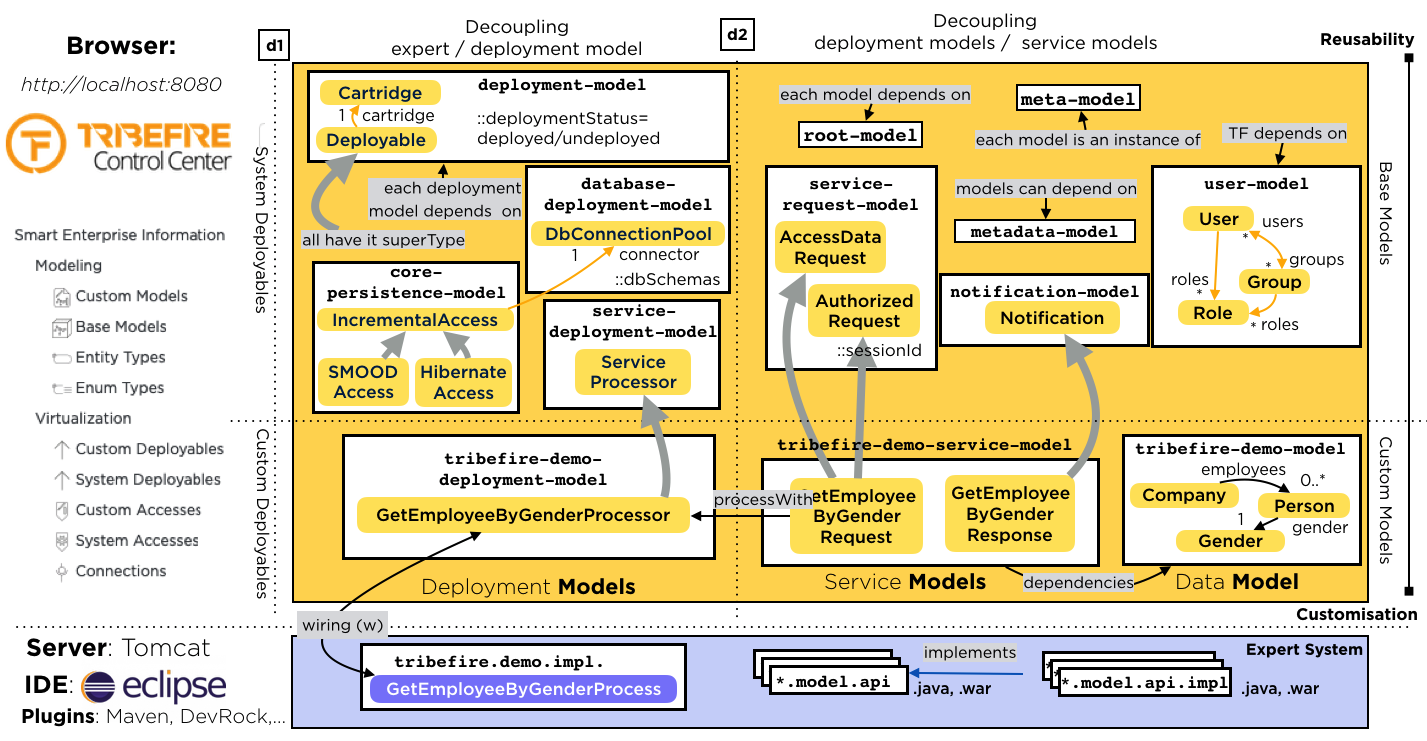 Browser:
http://localhost:8080
TRIBEFIRE
Control Center
Smart Enterprise Information
Modeling
Custom Models
Base Models
Entity Types
Enum Types
Virtualization
Custom Deployables
System Deployables
Custom Accesses
System Accesses
Connections
Server: Tomcat
IDE: eclipse
Plugins: Maven, DevRock,...
d1
Decoupling
expert / deployment model
d2
Decoupling
deployment models / service models
Reusability
System Deployables
Custom Deployables
Base Models
Custom Models
Customisation
deployment-model
Cartridge
1 cartridge
Deployable
::deploymentStatus=
deployed/undeployed
each deployment
model depends on
all have it superType
database-
deployment-model
DbConnectionPool
1 connector
::dbSchemas
core-
persistence-model
IncrementalAccess
SMOOD
Access
Hibernate
Access
service-
deployment-model
Service
Processor
each model depends on
root-model
meta-model
each model is an instance of
TF depends on
service-
request-model
AccessData
Request
Authorized
Request
::sessionId
models can depend on
metadata-model
notification-model
Notification
user-model
User
users
*
*
groups
Group
roles
*
Role
* roles
tribefire-demo-
deployment-model
GetEmployeeByGenderProcessor
processWith
tribefire-demo-service-model
GetEmployee
ByGender
Request
GetEmployee
ByGender
Response
tribefire-demo-model
employees
0..*
Company
Person
1
gender
Gender
Deployment Models
Service Models
dependencies
Data Model
wiring (w)
tribefire.demo.impl.
GetEmployeeByGenderProcess
*.model.api
.java, .war
implements
*.model.api.impl
.java, .war
Expert System